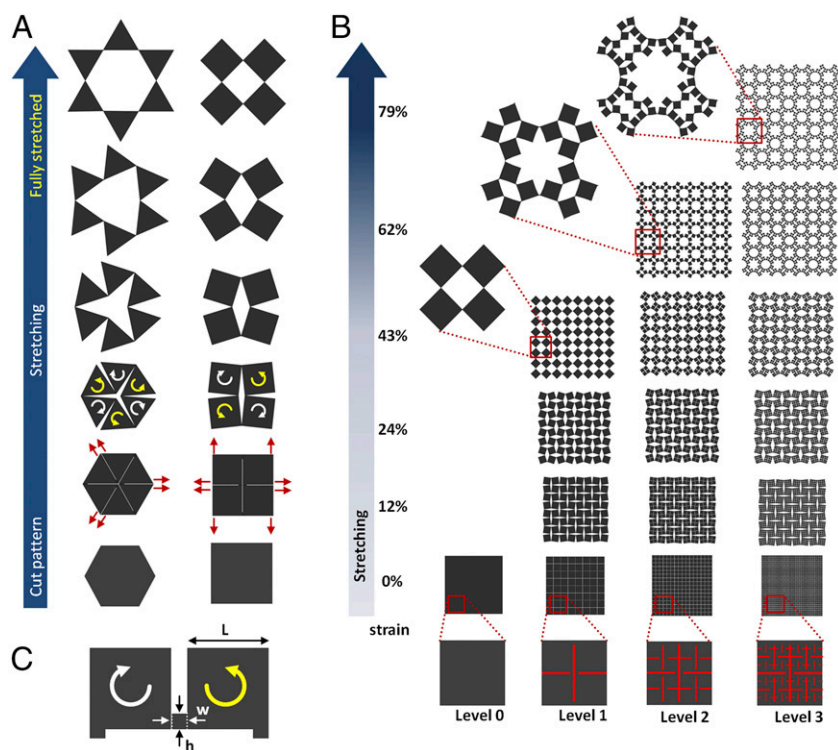 A
Fully stretched
Stretching
Cut pattern
B
79%
62%
43%
24%
12%
0%
Stretching
strain
Level 0
Level 1
Level 2
Level 3
C
L
w
h